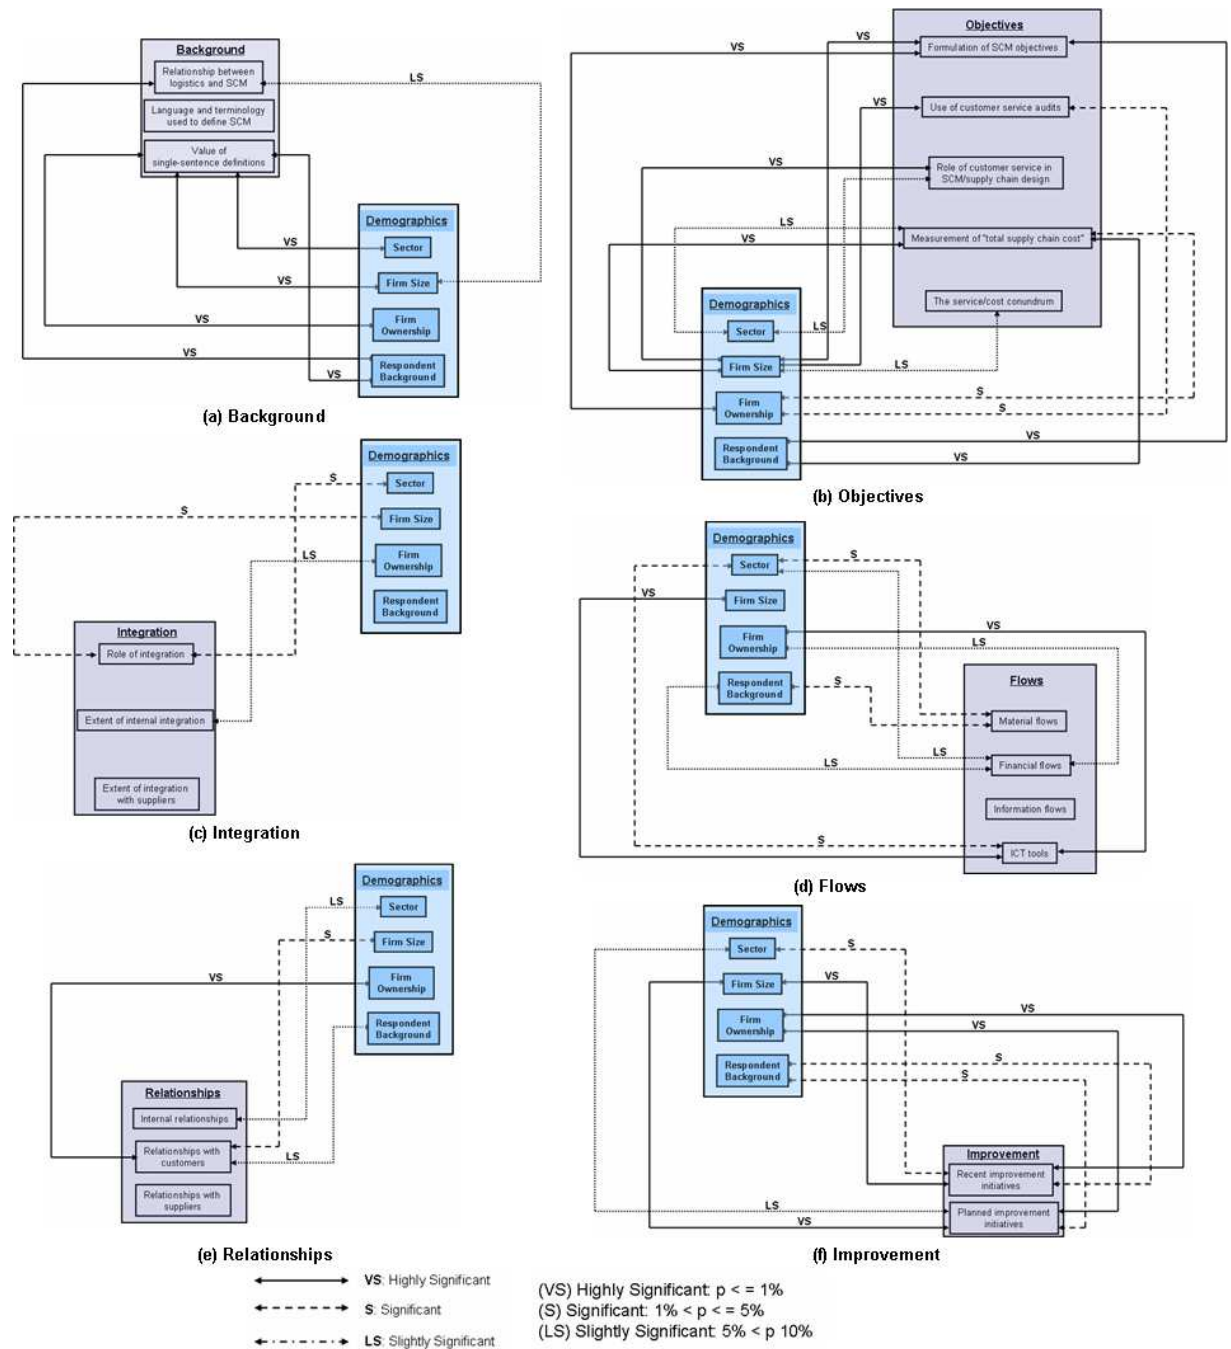 Background
Relationship between
logistics and SCM
Language and terminology
used to define SCM
Value of
single-sentence definitions
LS
VS
VS
VS
VS
VS
Demographics
Sector
Firm Size
Firm
Ownership
Respondent
Background
(a) Background
Objectives
Formulation of SCM objectives
Use of customer service audits
Role of customer service in
SCM/supply chain design
Measurement of "total supply chain cost"
The service/cost conundrum
VS
VS
VS
VS
LS
VS
LS
LS
S
S
VS
VS
Demographics
Sector
Firm Size
Firm
Ownership
Respondent
Background
(b) Objectives
Demographics
Sector
Firm Size
Firm
Ownership
Respondent
Background
S
S
LS
Integration
Role of integration
Extent of internal integration
Extent of integration
with suppliers
(c) Integration
Demographics
Sector
Firm Size
Firm
Ownership
Respondent
Background
S
VS
VS
LS
S
LS
LS
S
Flows
Material flows
Financial flows
Information flows
ICT tools
(d) Flows
Demographics
Sector
Firm Size
Firm
Ownership
Respondent
Background
LS
S
VS
LS
Relationships
Internal relationships
Relationships with
customers
Relationships with
suppliers
(e) Relationships
Demographics
Sector
Firm Size
Firm
Ownership
Respondent
Background
S
VS
VS
VS
S
S
LS
VS
Improvement
Recent improvement
initiatives
Planned improvement
initiatives
(f) Improvement
VS: Highly Significant
S: Significant
LS: Slightly Significant
(VS) Highly Significant: p < = 1%
(S) Significant: 1% < p < = 5%
(LS) Slightly Significant: 5% < p 10%